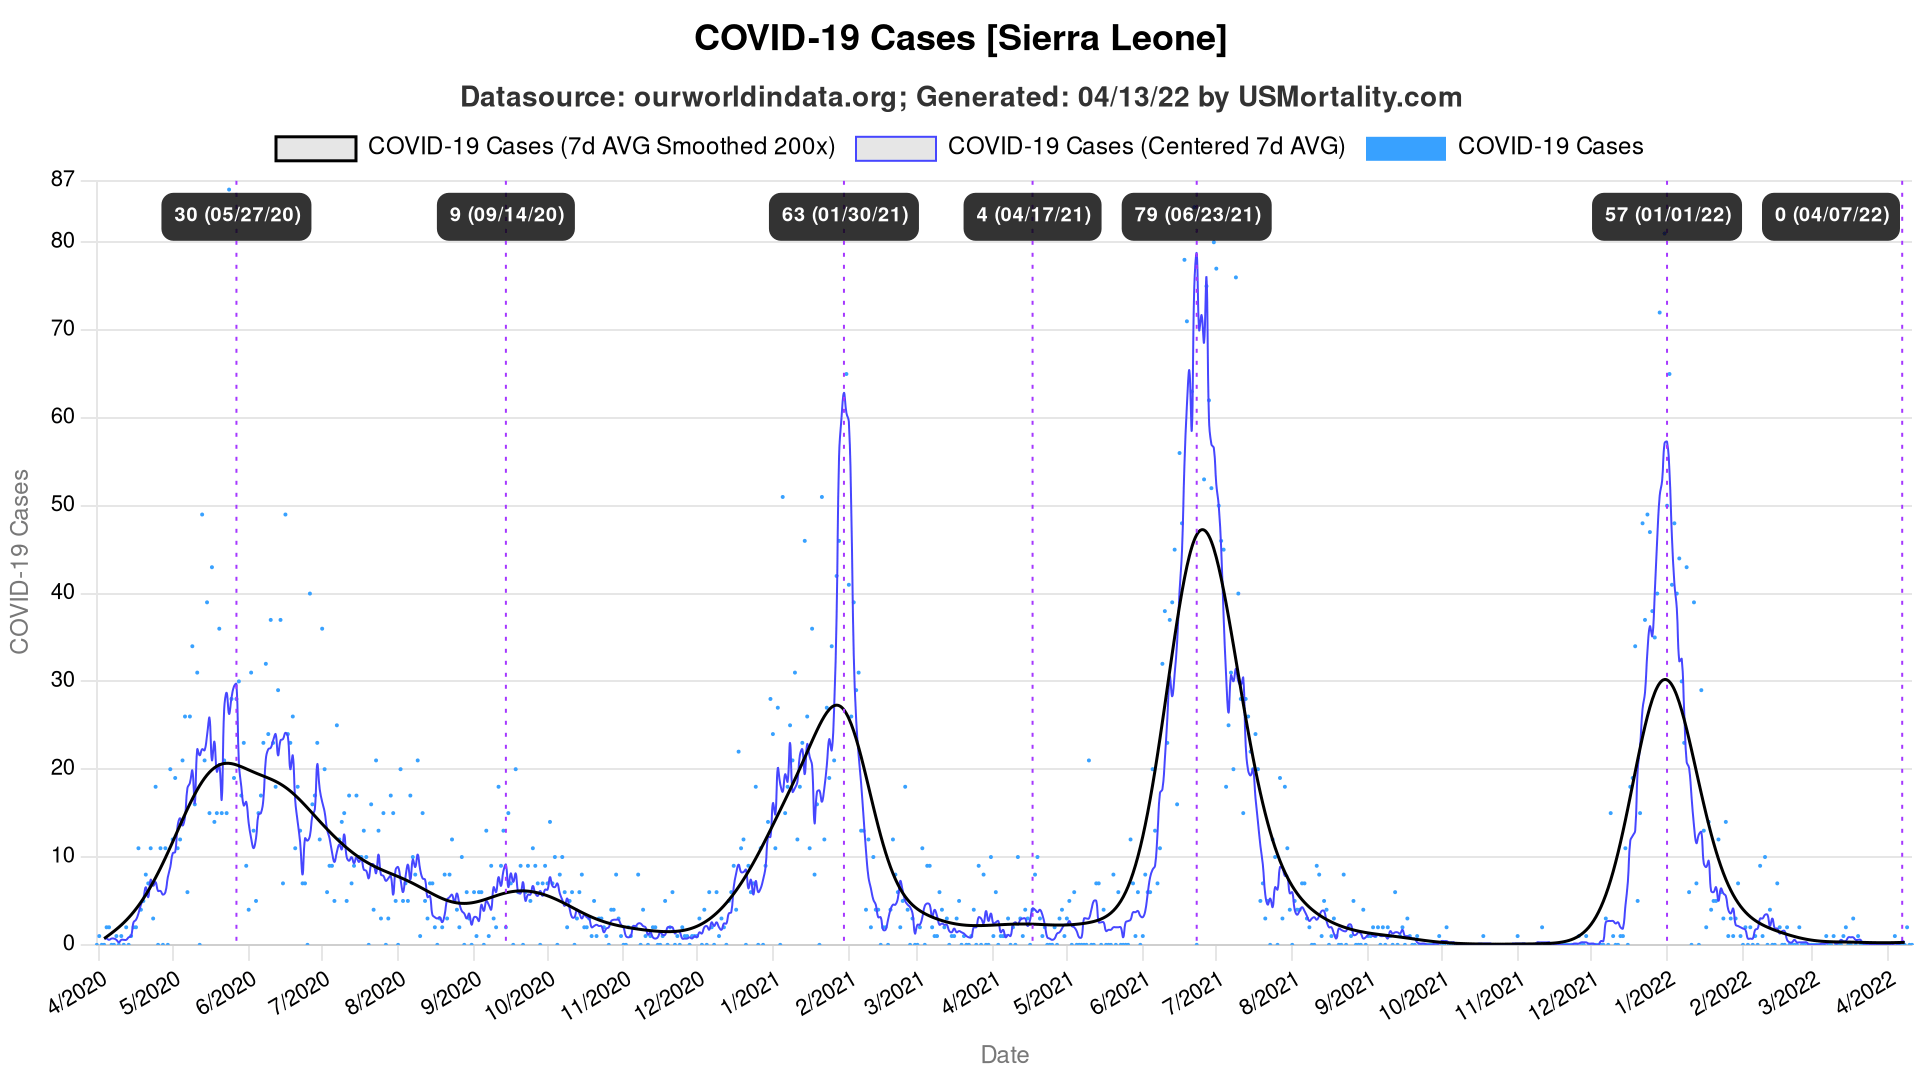 COVID-19 Cases [Sierra Leone]
Datasource: ourworldindata.org; Generated: 04/13/22 by USMortality.com
COVID-19 Cases (7d AVG Smoothed 200x) COVID-19 Cases (Centered 7d AVG) COVID-19 Cases
87
30 (05/27/20) 9 (09/14/20) 63 (01/30/21) 4 (04/17/21) 79 (06/23/21) 57 (01/01/22) 0 (04/07/22)
80
70
60
50
40
30
20
10
0
COVID-19 Cases
4/2020 5/2020 6/2020 7/2020 8/2020 9/2020 10/2020 11/2020 12/2020 1/2021 2/2021 3/2021 4/2021 5/2021 6/2021 7/2021 8/2021 9/2021 10/2021 11/2021 12/2021 1/2022 2/2022 3/2022 4/2022
Date